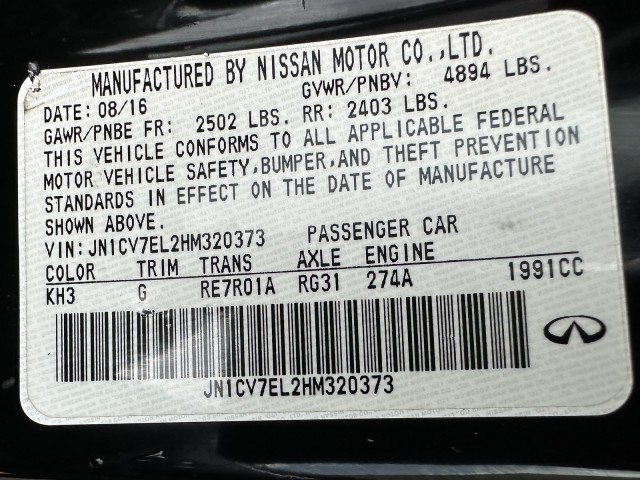 MANUFACTURED BY NISSAN MOTOR CO.,LTD.
DATE: 08/16 GVWR/PNBV: 4894 LBS.
GAWR/PNBE FR: 2502 LBS. RR: 2403 LBS.
THIS VEHICLE CONFORMS TO ALL APPLICABLE FEDERAL
MOTOR VEHICLE SAFETY,BUMPER,AND THEFT PREVENTION
STANDARDS IN EFFECT ON THE DATE OF MANUFACTURE
SHOWN ABOVE.
VIN:JN1CV7EL2HM320373 PASSENGER CAR
COLOR TRIM TRANS AXLE ENGINE
KH3 G RE7R01A RG31 274A 1991CC
JN1CV7EL2HM320373